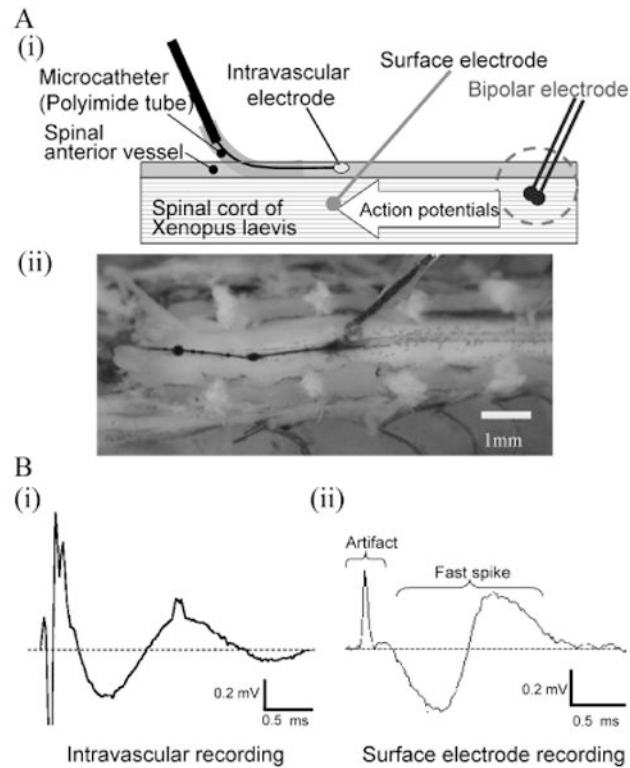 A
(i)
Surface electrode
Microcatheter
(Polyimide tube)
Intravascular
electrode
Bipolar electrode
Spinal
anterior vessel
Spinal cord of
Xenopus laevis
Action potentials
(ii)
1mm
B
(i)
(ii)
Artifact
Fast spike
0.2 mV
0.5 ms
0.2 mV
0.5 ms
Intravascular recording
Surface electrode recording